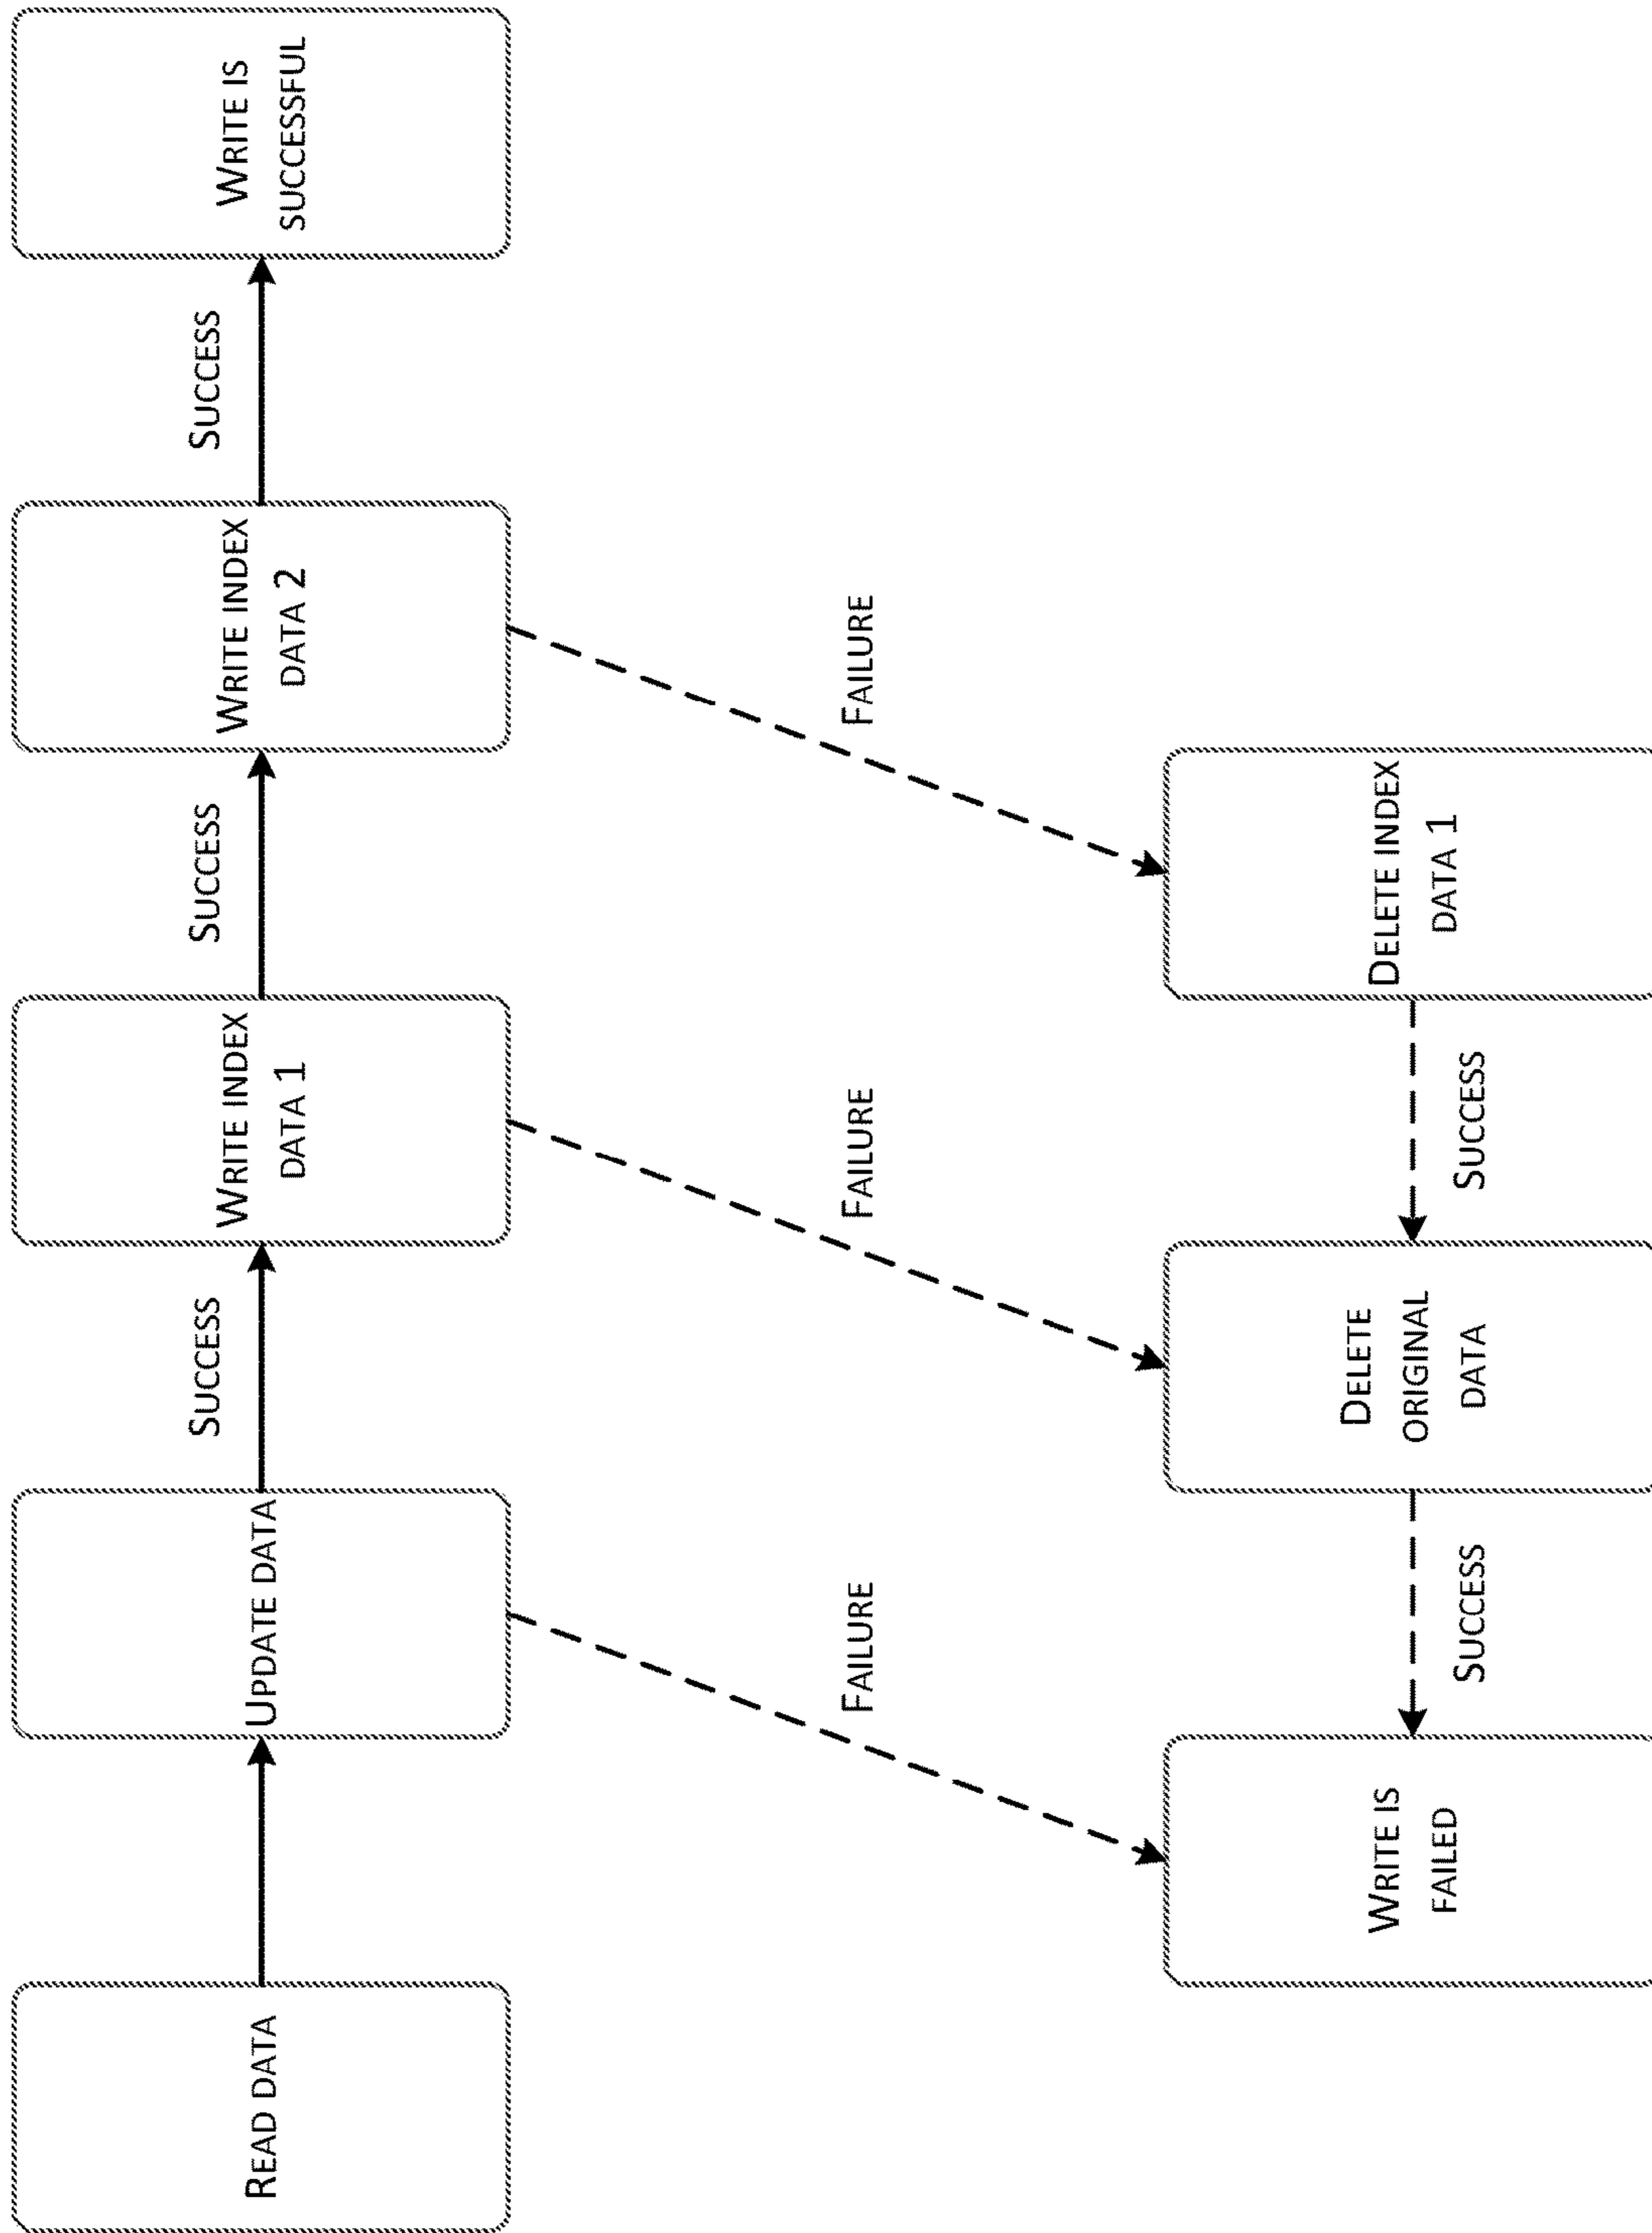 READ DATA
UPDATE DATA
SUCCESS
WRITE INDEX
DATA 1
SUCCESS
WRITE INDEX
DATA 2
SUCCESS
WRITE IS
SUCCESSFUL
FAILURE
FAILURE
FAILURE
WRITE IS
FAILED
SUCCESS
DELETE
ORIGINAL
DATA
SUCCESS
DELETE INDEX
DATA 1